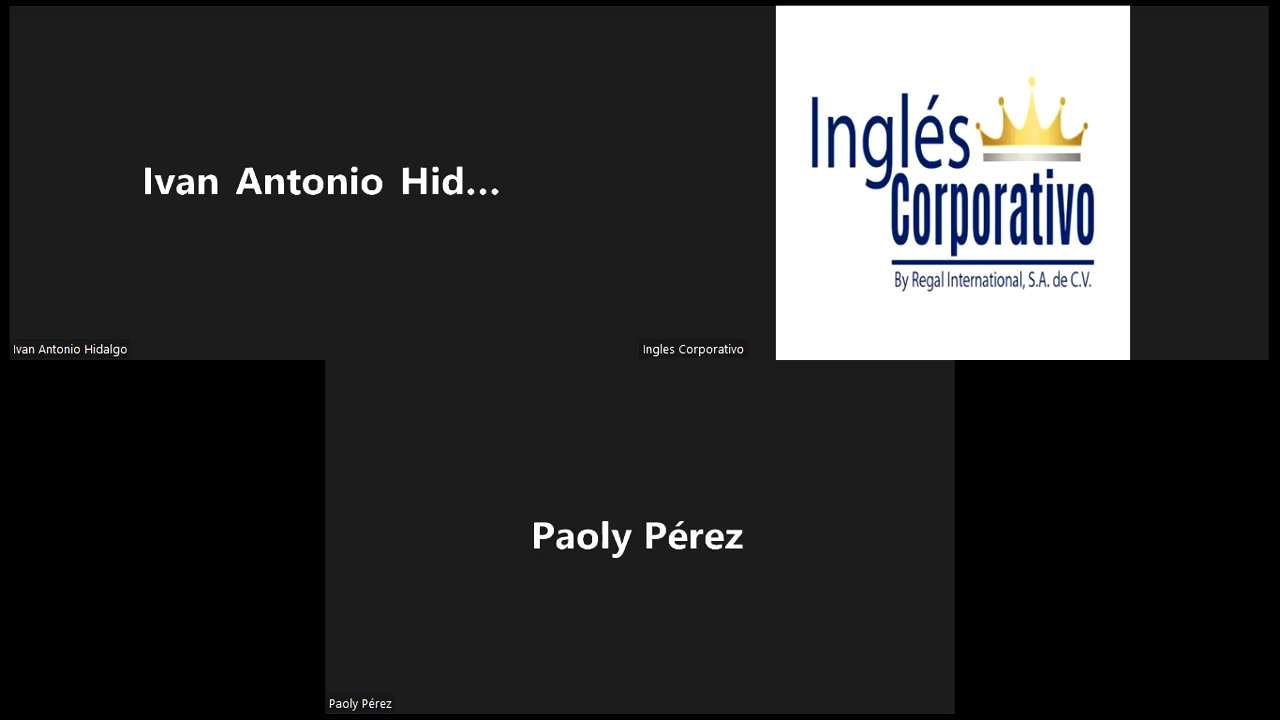 Ivan Antonio Hid...
Ivan Antonio Hidalgo
Inglés
Corporativo
By Regal International, S.A. de C.V.
Ingles Corporativo
Paoly Pérez
Paoly Pérez